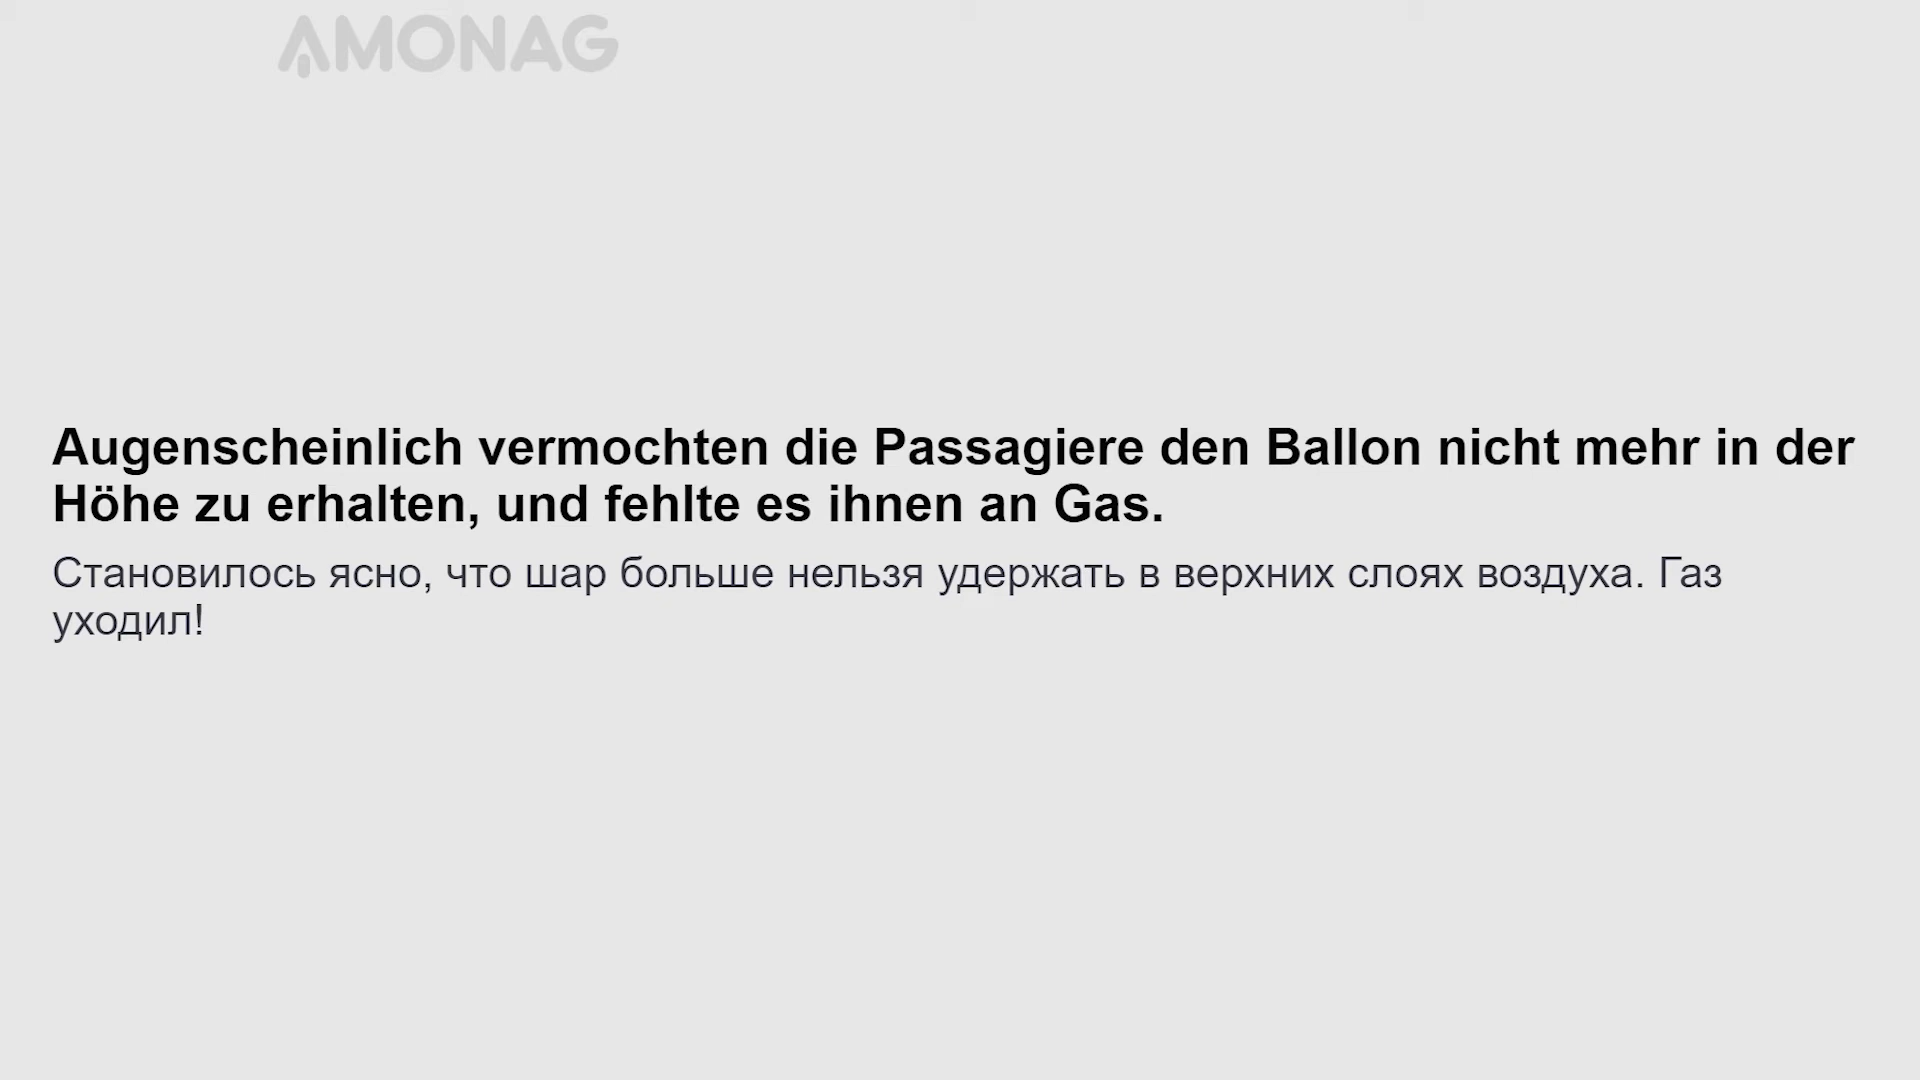 AMONAG
Augenscheinlich vermochten die Passagiere den Ballon nicht mehr in der
Höhe zu erhalten, und fehlte es ihnen an Gas.
Становилось ясно, что шар больше нельзя удержать в верхних слоях воздуха. Газ
уходил!